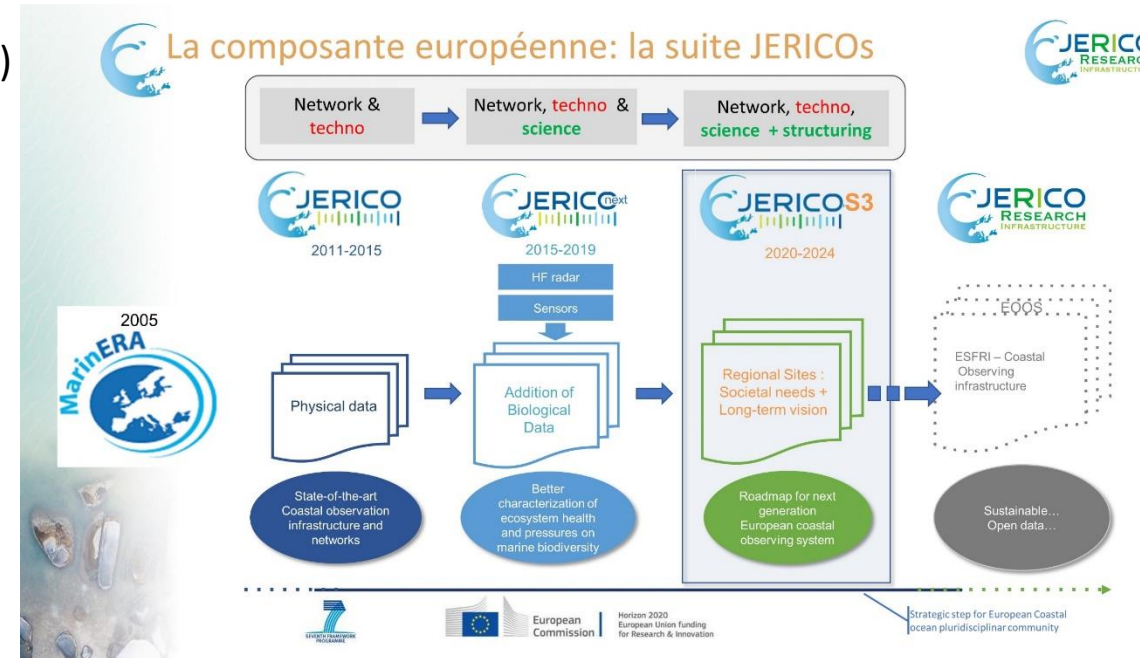 )
La composante européenne: la suite JERICOs
JERICO
RESEARCH
INFRASTRUCTURE
Network &
techno
Network, techno &
science
Network, techno,
science + structuring
JERICO
2011-2015
JERICO next
2015-2019
JERICO S3
2020-2024
JERICO
RESEARCH
INFRASTRUCTURE
HF radar
Sensors
2005
MarinERA
Physical data
Addition of
Biological
Data
Regional Sites :
Societal needs +
Long-term vision
EOOS
ESFRI – Coastal
Observing
infrastructure
State-of-the-art
Coastal observation
infrastructure and
networks
Better
characterization of
ecosystem health
and pressures on
marine biodiversity
Roadmap for next
generation
European coastal
observing system
Sustainable…
Open data…
7
SEVENTH FRAMEWORK
PROGRAMME
European
Commission
Horizon 2020
European Union funding
for Research & Innovation
Strategic step for European Coastal
ocean pluridisciplinar community